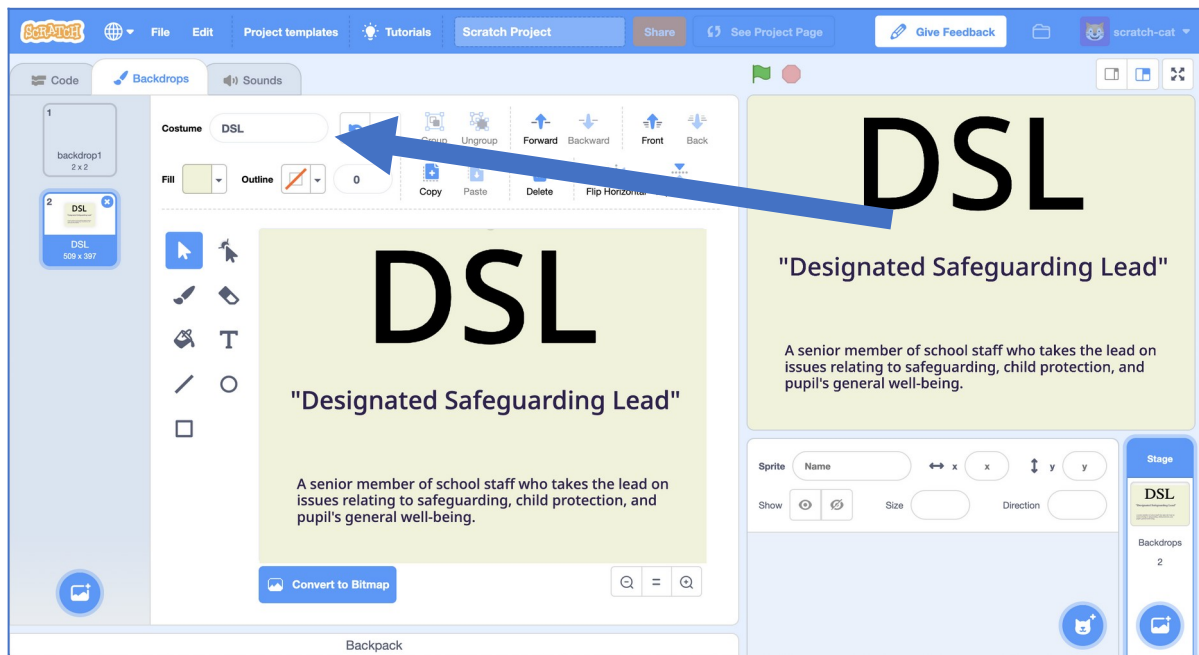 SCRATCH File Edit Project templates Tutorials Scratch Project Share See Project Page Give Feedback scratch-cat
Code Backdrops Sounds
1
backdrop1
2 x 2
2
DSL
DSL
509 x 397
Costume DSL Group Ungroup Forward Backward Front Back
Fill Outline 0 Copy Paste Delete Flip Horizontal
DSL
"Designated Safeguarding Lead"
A senior member of school staff who takes the lead on
issues relating to safeguarding, child protection, and
pupil's general well-being.
Convert to Bitmap
Backpack
DSL
"Designated Safeguarding Lead"
A senior member of school staff who takes the lead on
issues relating to safeguarding, child protection, and
pupil's general well-being.
Sprite Name x x y y
Show Size Direction
Stage
DSL
Backdrops
2